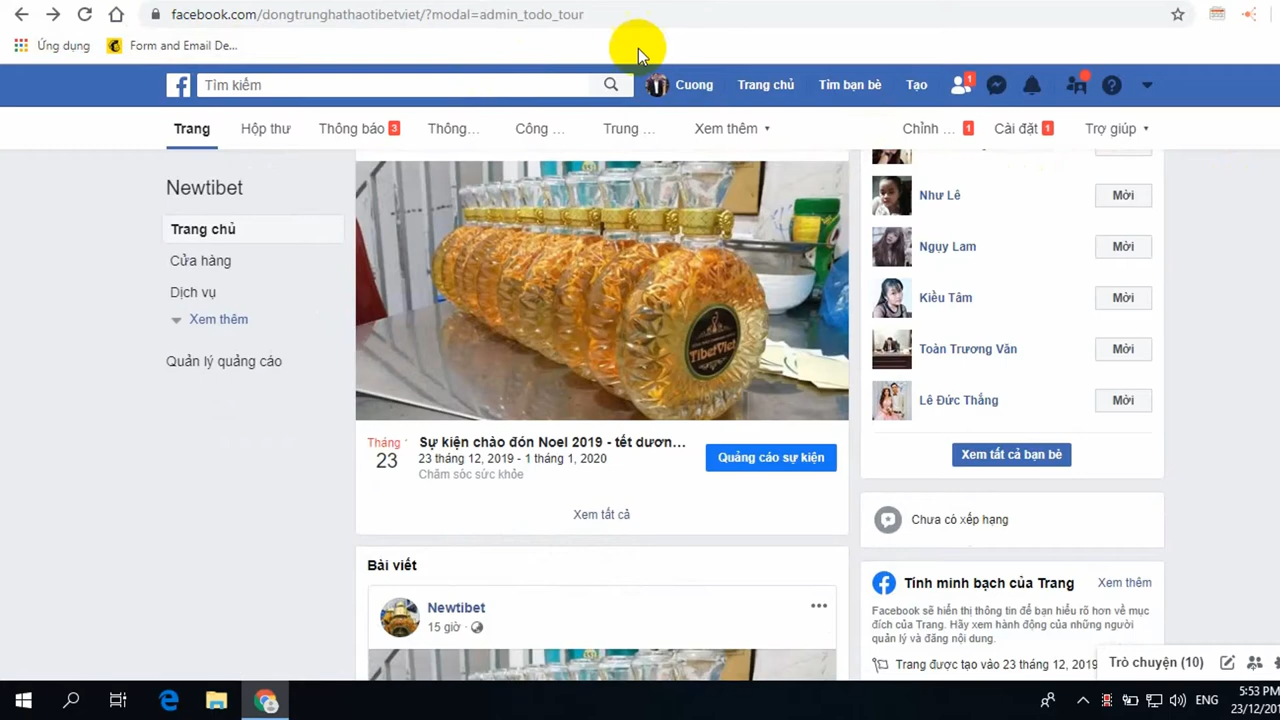 facebook.com/dongtrunghathaotibetviet/?modal=admin_todo_tour
Ứng dụng
Form and Email De...
Tìm kiếm
Cuong
Trang chủ
Tìm bạn bè
Tạo
1
Trang
Hộp thư
Thông báo 3
Thông...
Công ...
Trung ...
Xem thêm
Chỉnh ... 1
Cài đặt 1
Trợ giúp
Newtibet
Trang chủ
Cửa hàng
Dịch vụ
Xem thêm
Quản lý quảng cáo
TibetViet
Tháng
23
Sự kiện chào đón Noel 2019 - tết dươn...
23 tháng 12, 2019 - 1 tháng 1, 2020
Chăm sóc sức khỏe
Quảng cáo sự kiện
Xem tất cả
Bài viết
Newtibet
15 giờ
Như Lê
Mời
Ngụy Lam
Mời
Kiều Tâm
Mời
Toàn Trương Văn
Mời
Lê Đức Thắng
Mời
Xem tất cả bạn bè
Chưa có xếp hạng
Tính minh bạch của Trang
Xem thêm
Facebook sẽ hiển thị thông tin để bạn hiểu rõ hơn về mục
đích của Trang. Hãy xem hành động của những người
quản lý và đăng nội dung.
Trang được tạo vào 23 tháng 12, 2019
Trò chuyện (10)
ENG
5:53 PM
23/12/201